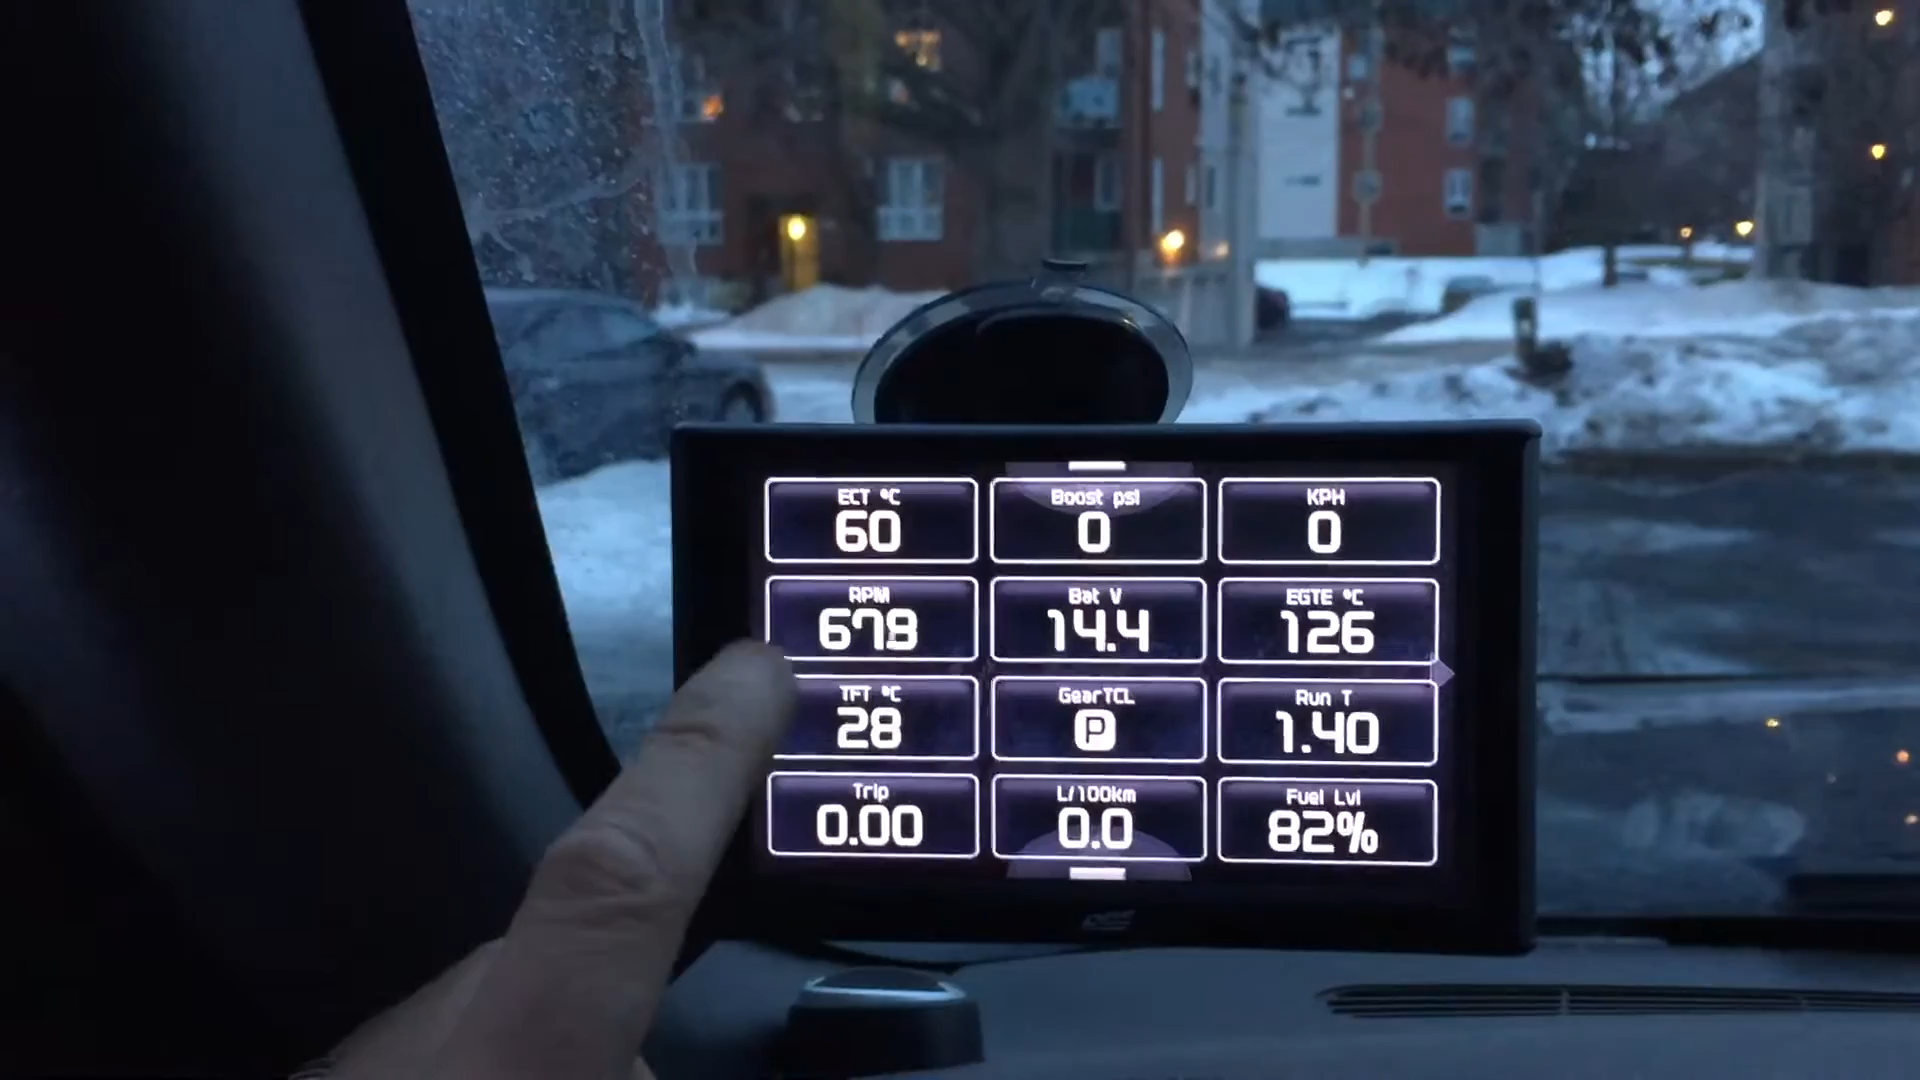 ECT °C
60
Boost psi
0
KPH
0
RPM
Bat V
14.4
EGTE °C
126
TFT °C
28
GearTCL
P
Run T
1.40
Trip
0.00
L/100km
0.0
Fuel Lvl
82%